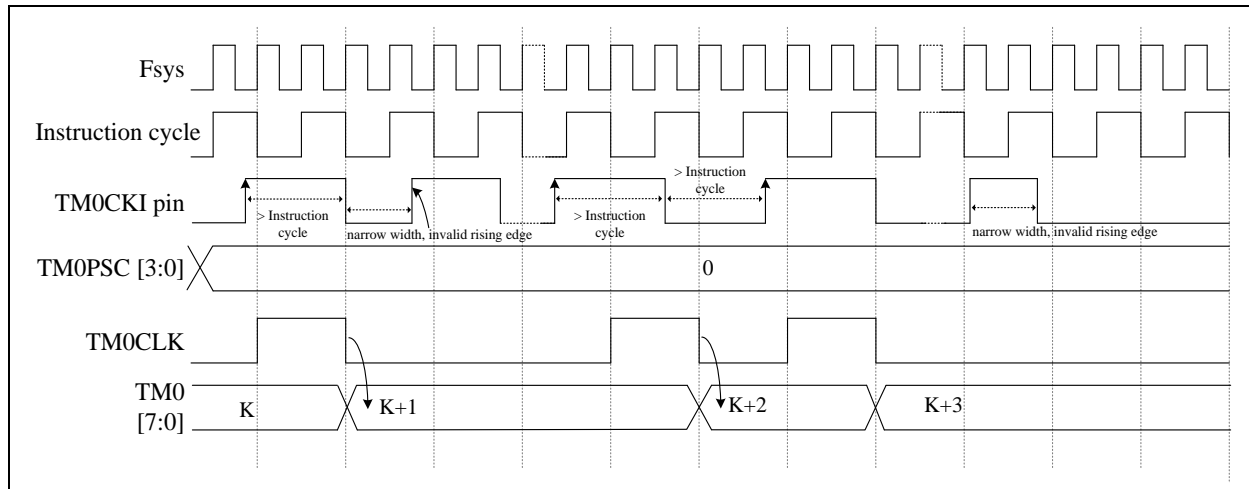 Fsys
Instruction cycle
TM0CKI pin
> Instruction
cycle
narrow width, invalid rising edge
> Instruction
cycle
> Instruction
cycle
narrow width, invalid rising edge
TM0PSC [3:0]
0
TM0CLK
TM0
[7:0]
K
K+1
K+2
K+3